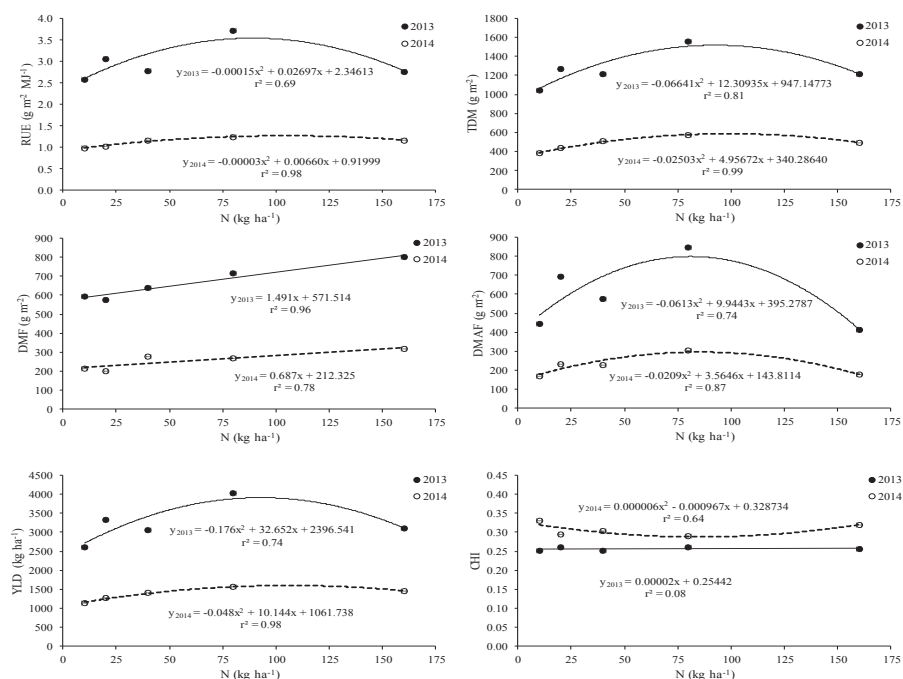 2013
2014
4.0
3.5
3.0
2.5
2.0
1.5
1.0
0.5
0.0
RUE (g m⁻² MJ⁻¹)
y₂₀₁₃ = -0.00015x² + 0.02697x + 2.34613
r² = 0.69
y₂₀₁₄ = -0.00003x² + 0.00660x + 0.91999
r² = 0.98
0 25 50 75 100 125 150 175
N (kg ha⁻¹)
2013
2014
1800
1600
1400
1200
1000
800
600
400
200
0
TDM (g m⁻²)
y₂₀₁₃ = -0.06641x² + 12.30935x + 947.14773
r² = 0.81
y₂₀₁₄ = -0.02503x² + 4.95672x + 340.28640
r² = 0.99
0 25 50 75 100 125 150 175
N (kg ha⁻¹)
2013
2014
900
800
700
600
500
400
300
200
100
0
DMF (g m⁻²)
y₂₀₁₃ = 1.491x + 571.514
r² = 0.96
y₂₀₁₄ = 0.687x + 212.325
r² = 0.78
0 25 50 75 100 125 150 175
N (kg ha⁻¹)
2013
2014
900
800
700
600
500
400
300
200
100
0
DMAF (g m⁻²)
y₂₀₁₃ = -0.0613x² + 9.9443x + 395.2787
r² = 0.74
y₂₀₁₄ = -0.0209x² + 3.5646x + 143.8114
r² = 0.87
0 25 50 75 100 125 150 175
N (kg ha⁻¹)
2013
2014
4500
4000
3500
3000
2500
2000
1500
1000
500
0
YLD (kg ha⁻¹)
y₂₀₁₃ = -0.176x² + 32.652x + 2396.541
r² = 0.74
y₂₀₁₄ = -0.048x² + 10.144x + 1061.738
r² = 0.98
0 25 50 75 100 125 150 175
N (kg ha⁻¹)
2013
2014
0.45
0.40
0.35
0.30
0.25
0.20
0.15
0.10
0.05
0.00
CHI
y₂₀₁₄ = 0.000006x² - 0.000967x + 0.328734
r² = 0.64
y₂₀₁₃ = 0.00002x + 0.25442
r² = 0.08
0 25 50 75 100 125 150 175
N (kg ha⁻¹)